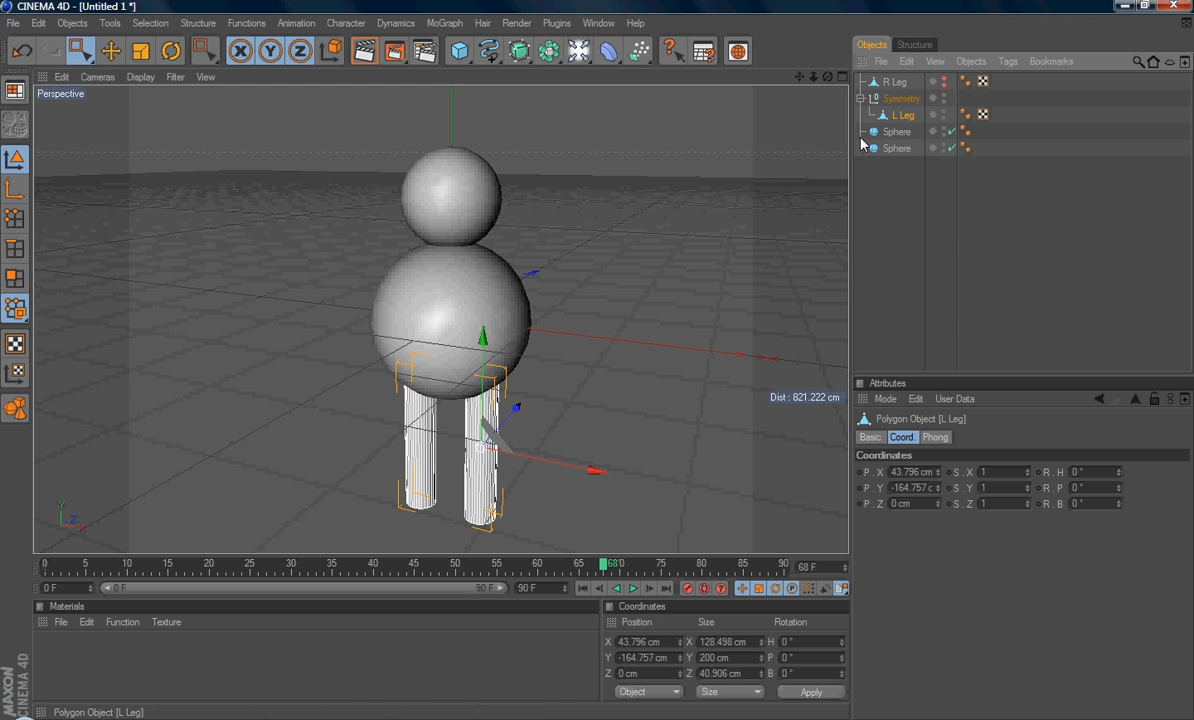 CINEMA 4D - [Untitled 1 *]
File Edit Objects Tools Selection Structure Functions Animation Character Dynamics MoGraph Hair Render Plugins Window Help
Objects Structure
File Edit View Objects Tags Bookmarks
Edit Cameras Display Filter View
Perspective
R Leg
Symmetry
L Leg
Sphere
Sphere
Dist : 821.222 cm
Attributes
Mode Edit User Data
Polygon Object [L Leg]
Basic Coord. Phong
Coordinates
P . X 43.796 cm S . X 1 R . H 0 °
P . Y -164.757 c S . Y 1 R . P 0 °
P . Z 0 cm S . Z 1 R . B 0 °
Y Z X
0 5 10 15 20 25 30 35 40 45 50 55 60 65 68 75 80 85 90 68 F
0 F 0 F 90 F 90 F
Materials
File Edit Function Texture
Coordinates
Position Size Rotation
X 43.796 cm X 128.498 cm H 0 °
Y -164.757 cm Y 200 cm P 0 °
Z 0 cm Z 40.906 cm B 0 °
Object Size Apply
MAXON
CINEMA 4D
Polygon Object [L Leg]